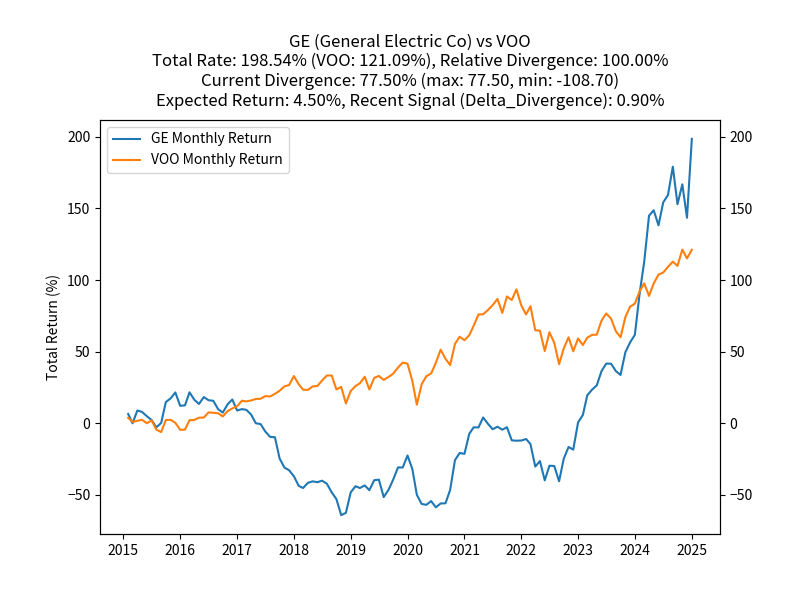 GE (General Electric Co) vs VOO
Total Rate: 198.54% (VOO: 121.09%), Relative Divergence: 100.00%
Current Divergence: 77.50% (max: 77.50, min: -108.70)
Expected Return: 4.50%, Recent Signal (Delta_Divergence): 0.90%
GE Monthly Return
VOO Monthly Return
Total Return (%)
200
150
100
50
0
−50
200
150
100
50
0
−50
2015 2016 2017 2018 2019 2020 2021 2022 2023 2024 2025